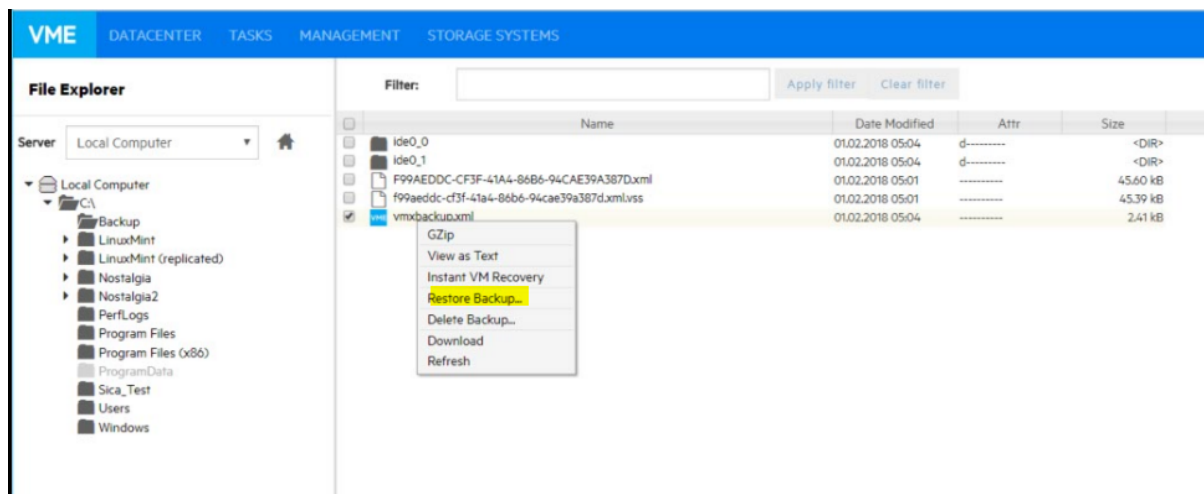 VME DATACENTER TASKS MANAGEMENT STORAGE SYSTEMS
File Explorer
Server Local Computer
Local Computer
C:\
Backup
LinuxMint
LinuxMint (replicated)
Nostalgia
Nostalgia2
PerfLogs
Program Files
Program Files (x86)
ProgramData
Sica_Test
Users
Windows
Filter: Apply filter Clear filter
Name Date Modified Attr Size
ide0_0 01.02.2018 05:04 d--------- <DIR>
ide0_1 01.02.2018 05:04 d--------- <DIR>
F99AEDDC-CF3F-41A4-86B6-94CAE39A387D.xml 01.02.2018 05:01 ---------- 45.60 kB
f99aeddc-cf3f-41a4-86b6-94cae39a387d.xml.vss 01.02.2018 05:01 ---------- 45.39 kB
VME vmxbackup.xml 01.02.2018 05:04 ---------- 2.41 kB
GZip
View as Text
Instant VM Recovery
Restore Backup...
Delete Backup...
Download
Refresh